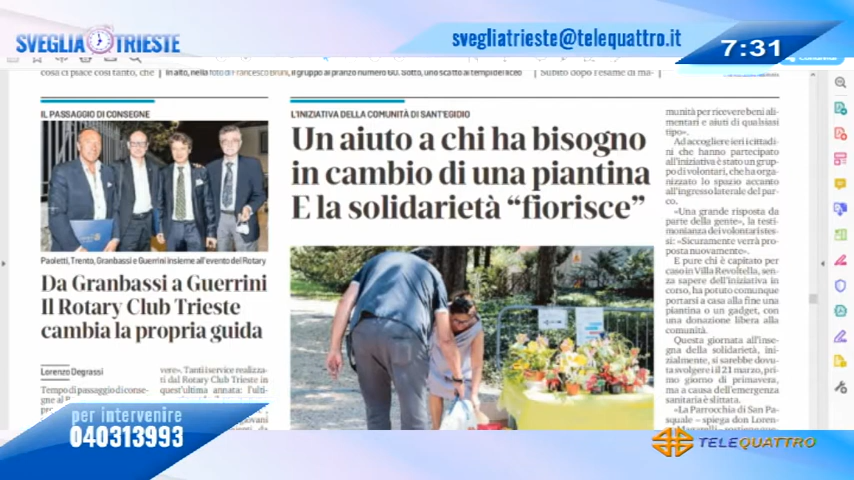 SVEGLIA TRIESTE
svegliatrieste@telequattro.it
7:31
cosa ci piace così tanto, che
In alto, nella foto di Francesco Bruni, il gruppo al pranzo numero 60. Sotto, uno scatto ai tempi del liceo
Subito dopo l'esame di ma-
IL PASSAGGIO DI CONSEGNE
Paoletti, Trento, Granbassi e Guerrini insieme all'evento del Rotary
Da Granbassi a Guerrini
Il Rotary Club Trieste
cambia la propria guida
Lorenzo Degrassi
Tempo di passaggio di conse-
gne al
vere». Tanti i service realizza-
ti dal Rotary Club Trieste in
quest'ultima annata: l'ulti-
L'INIZIATIVA DELLA COMUNITÀ DI SANT'EGIDIO
Un aiuto a chi ha bisogno
in cambio di una piantina
E la solidarietà “fiorisce”
munità per ricevere beni ali-
mentari e aiuti di qualsiasi
tipo».
Ad accogliere ieri i cittadi-
ni che hanno partecipato
all'iniziativa è stato un grup-
po di volontari, che ha or-
ganizzato lo spazio accanto
all'ingresso laterale del par-
co.
«Una grande risposta da
parte della gente», la testi-
monianza dei volontari stes-
si: «Sicuramente verrà pro-
posta nuovamente».
E pure chi è capitato per
caso in Villa Revoltella, sen-
za sapere dell'iniziativa in
corso, ha potuto comunque
portarsi a casa alla fine una
piantina o un gadget, con
una donazione libera alla
comunità.
Questa giornata all'inse-
gna della solidarietà, ini-
zialmente, si sarebbe dovu-
ta svolgere il 21 marzo, pri-
mo giorno di primavera,
ma a causa dell'emergenza
sanitaria è slittata.
«La Parrocchia di San Pa-
squale – spiega don Loren-
per intervenire
040313993
TELEQUATTRO